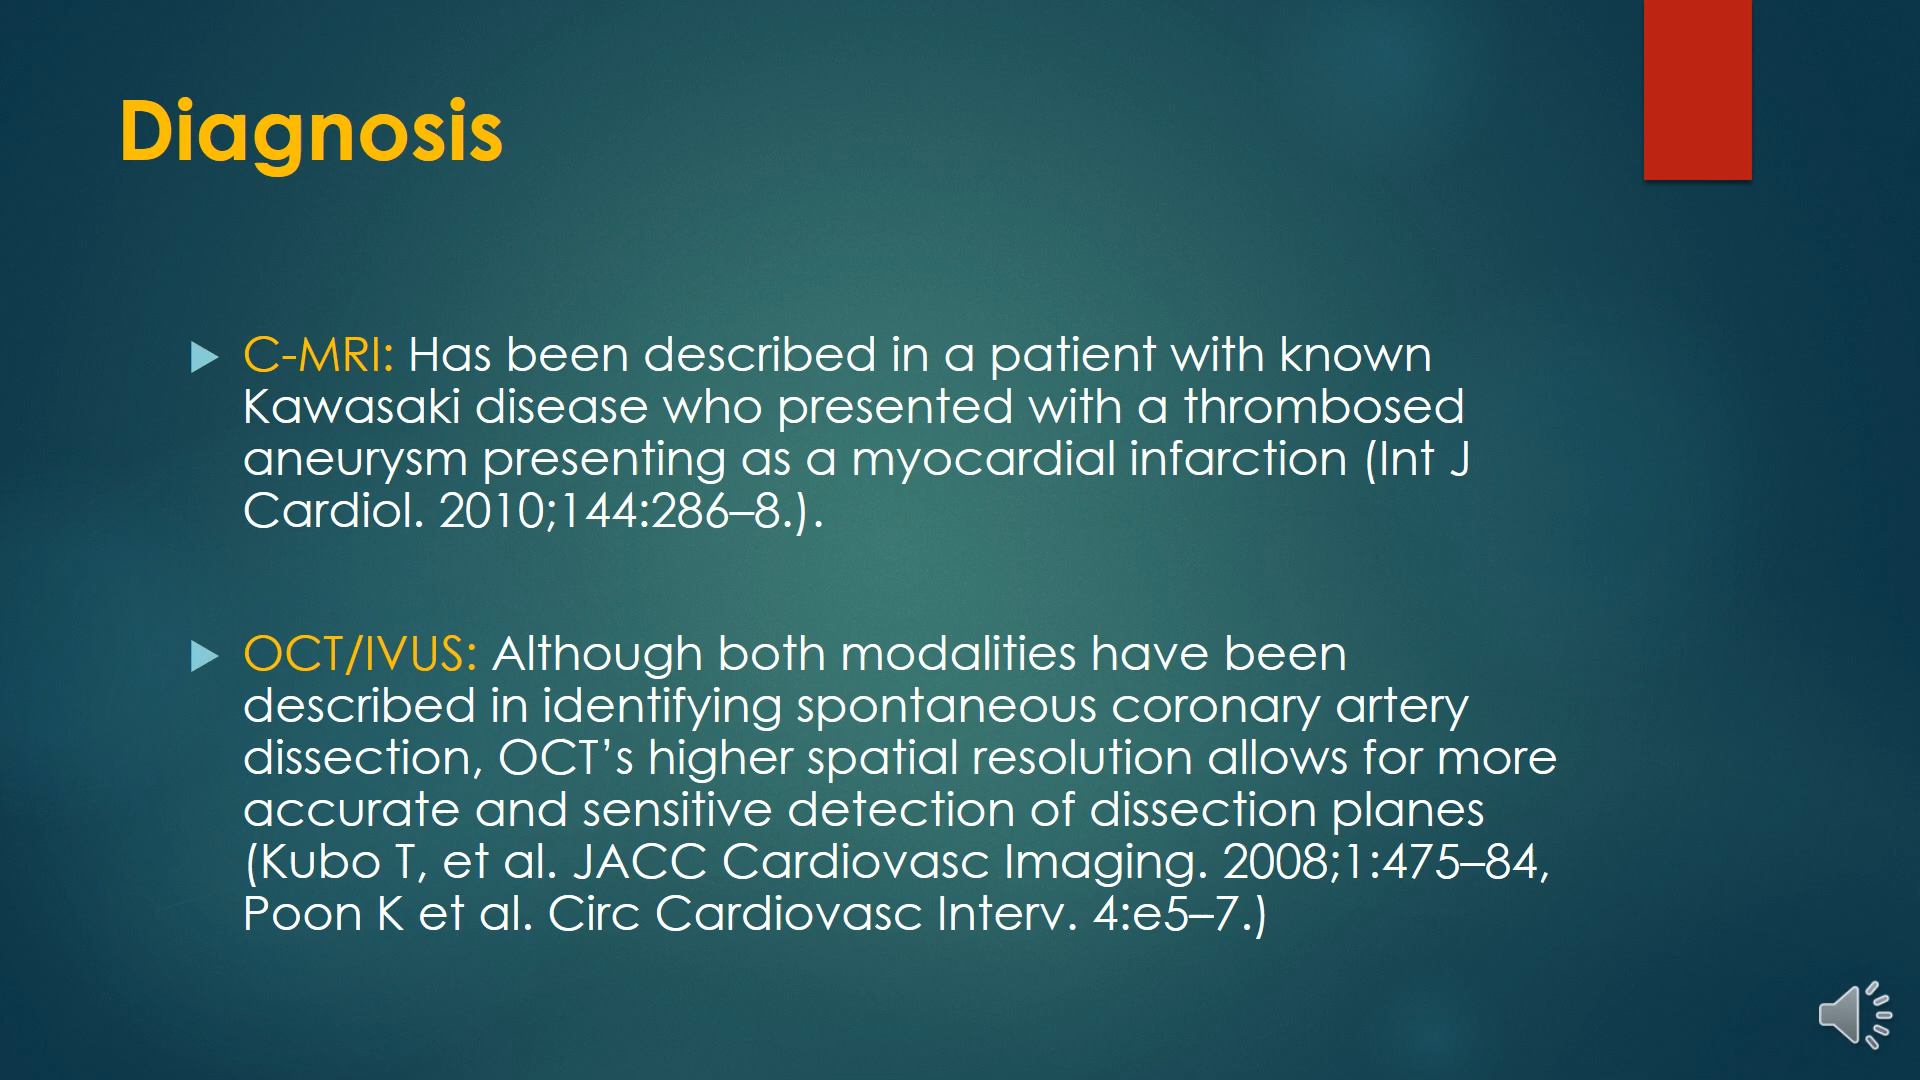 Diagnosis
C-MRI: Has been described in a patient with known
Kawasaki disease who presented with a thrombosed
aneurysm presenting as a myocardial infarction (Int J
Cardiol. 2010;144:286–8.).
OCT/IVUS: Although both modalities have been
described in identifying spontaneous coronary artery
dissection, OCT’s higher spatial resolution allows for more
accurate and sensitive detection of dissection planes
(Kubo T, et al. JACC Cardiovasc Imaging. 2008;1:475–84,
Poon K et al. Circ Cardiovasc Interv. 4:e5–7.)